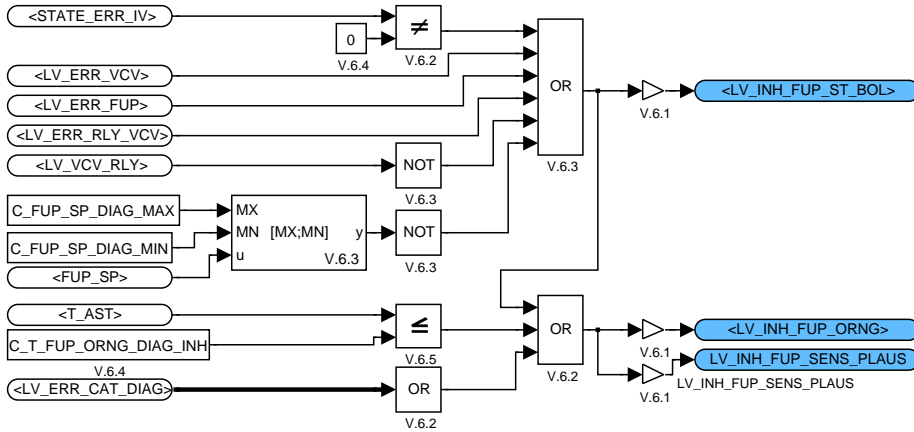 <STATE_ERR_IV>
0
V.6.4
≠
V.6.2
<LV_ERR_VCV>
<LV_ERR_FUP>
<LV_ERR_RLY_VCV>
<LV_VCV_RLY>
NOT
V.6.3
OR
V.6.3
V.6.1
<LV_INH_FUP_ST_BOL>
C_FUP_SP_DIAG_MAX
C_FUP_SP_DIAG_MIN
<FUP_SP>
MX
MN [MX;MN] y
u
V.6.3
NOT
V.6.3
<T_AST>
C_T_FUP_ORNG_DIAG_INH
V.6.4
≤
V.6.5
<LV_ERR_CAT_DIAG>
OR
V.6.2
OR
V.6.2
V.6.1
<LV_INH_FUP_ORNG>
V.6.1
LV_INH_FUP_SENS_PLAUS
LV_INH_FUP_SENS_PLAUS